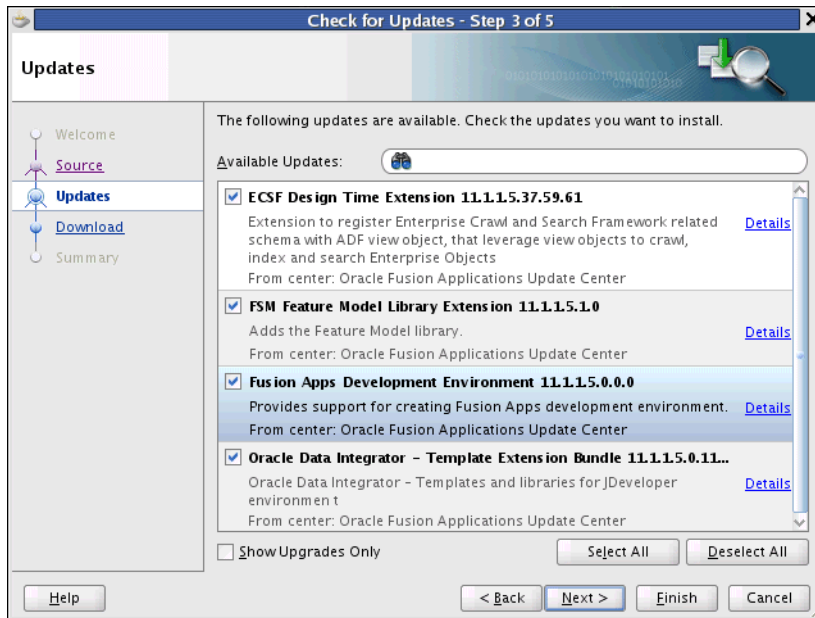 Check for Updates - Step 3 of 5
Updates
0101010101010101010101
01010101010
Welcome
Source
Updates
Download
Summary
The following updates are available. Check the updates you want to install.
Available Updates:
ECSF Design Time Extension 11.1.1.5.37.59.61
Extension to register Enterprise Crawl and Search Framework related
schema with ADF view object, that leverage view objects to crawl,
index and search Enterprise Objects
From center: Oracle Fusion Applications Update Center
Details
FSM Feature Model Library Extension 11.1.1.5.1.0
Adds the Feature Model library.
From center: Oracle Fusion Applications Update Center
Details
Fusion Apps Development Environment 11.1.1.5.0.0.0
Provides support for creating Fusion Apps development environment.
From center: Oracle Fusion Applications Update Center
Details
Oracle Data Integrator - Template Extension Bundle 11.1.1.5.0.11...
Oracle Data Integrator - Templates and libraries for JDeveloper
environmen t
From center: Oracle Fusion Applications Update Center
Details
Show Upgrades Only
Select All
Deselect All
Help
< Back
Next >
Finish
Cancel